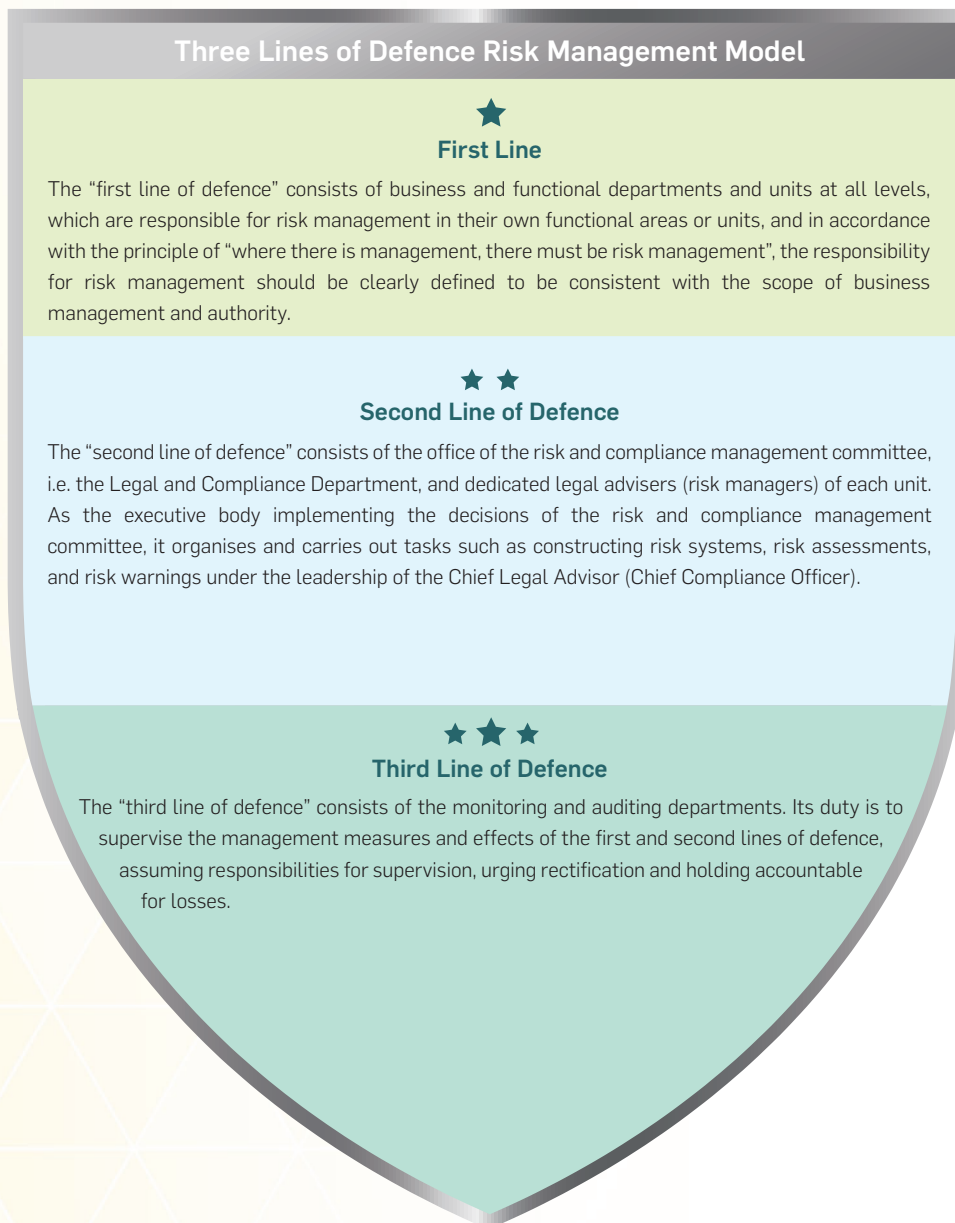 Three Lines of Defence Risk Management Model
First Line
The “first line of defence” consists of business and functional departments and units at all levels,
which are responsible for risk management in their own functional areas or units, and in accordance
with the principle of “where there is management, there must be risk management”, the responsibility
for risk management should be clearly defined to be consistent with the scope of business
management and authority.
Second Line of Defence
The “second line of defence” consists of the office of the risk and compliance management committee,
i.e. the Legal and Compliance Department, and dedicated legal advisers (risk managers) of each unit.
As the executive body implementing the decisions of the risk and compliance management
committee, it organises and carries out tasks such as constructing risk systems, risk assessments,
and risk warnings under the leadership of the Chief Legal Advisor (Chief Compliance Officer).
Third Line of Defence
The “third line of defence” consists of the monitoring and auditing departments. Its duty is to
supervise the management measures and effects of the first and second lines of defence,
assuming responsibilities for supervision, urging rectification and holding accountable
for losses.